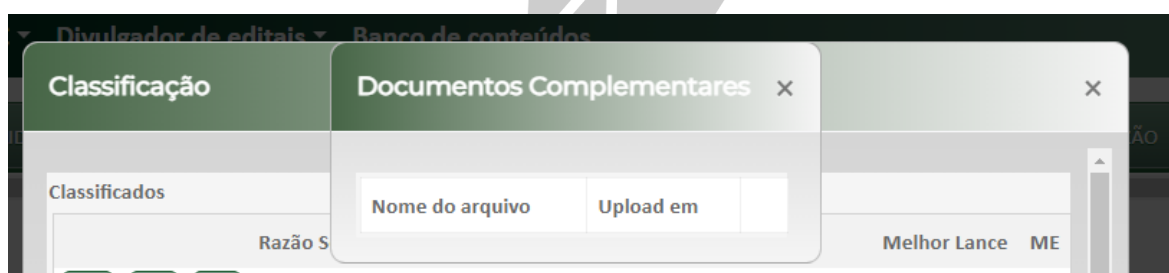 Divulgador de editais Banco de conteúdos
Classificação
Documentos Complementares
ÃO
Classificados
Nome do arquivo Upload em
Razão S
Melhor Lance ME